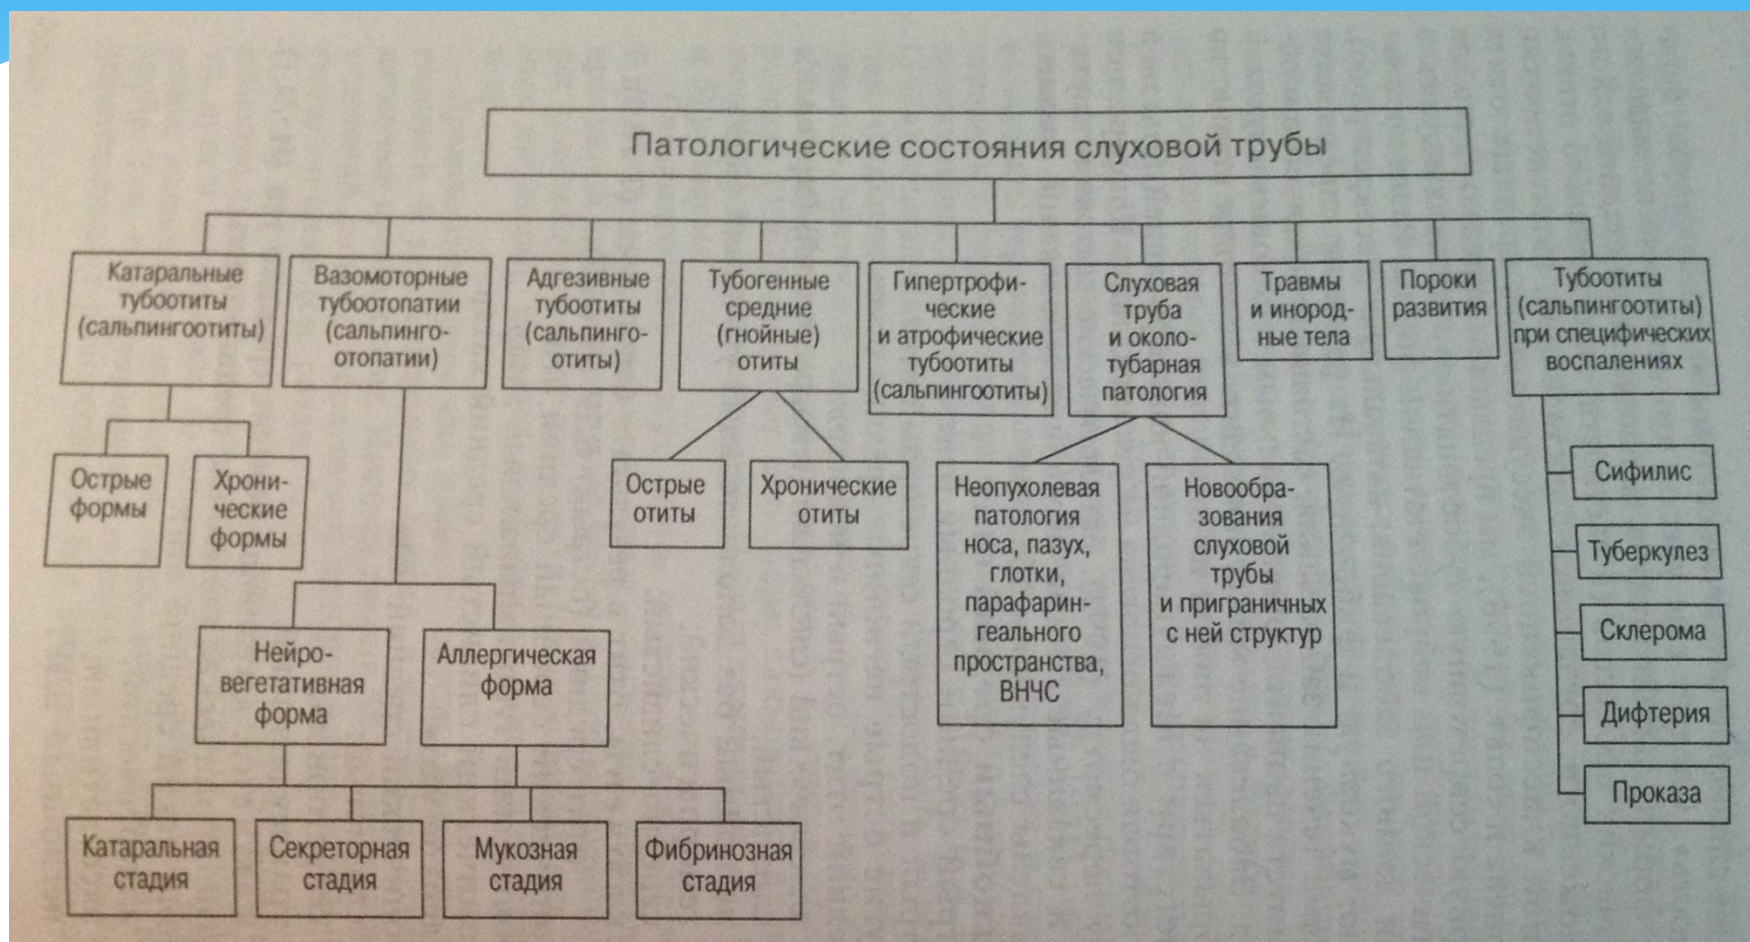 Патологические состояния слуховой трубы
Катаральные
тубоотиты
(сальпингоотиты)
Вазомоторные
тубоотопатии
(сальпинго-
отопатии)
Адгезивные
тубоотиты
(сальпинго-
отиты)
Тубогенные
средние
(гнойные)
отиты
Гипертрофи-
ческие
и атрофические
тубоотиты
(сальпингоотиты)
Слуховая
труба
и около-
тубарная
патология
Травмы
и инород-
ные тела
Пороки
развития
Тубоотиты
(сальпингоотиты)
при специфических
воспалениях
Острые
формы
Хрони-
ческие
формы
Острые
отиты
Хронические
отиты
Неопухолевая
патология
носа, пазух,
глотки,
парафарин-
геального
пространства,
ВНЧС
Новообра-
зования
слуховой
трубы
и приграничных
с ней структур
Сифилис
Туберкулез
Склерома
Дифтерия
Проказа
Нейро-
вегетативная
форма
Аллергическая
форма
Катаральная
стадия
Секреторная
стадия
Мукозная
стадия
Фибринозная
стадия